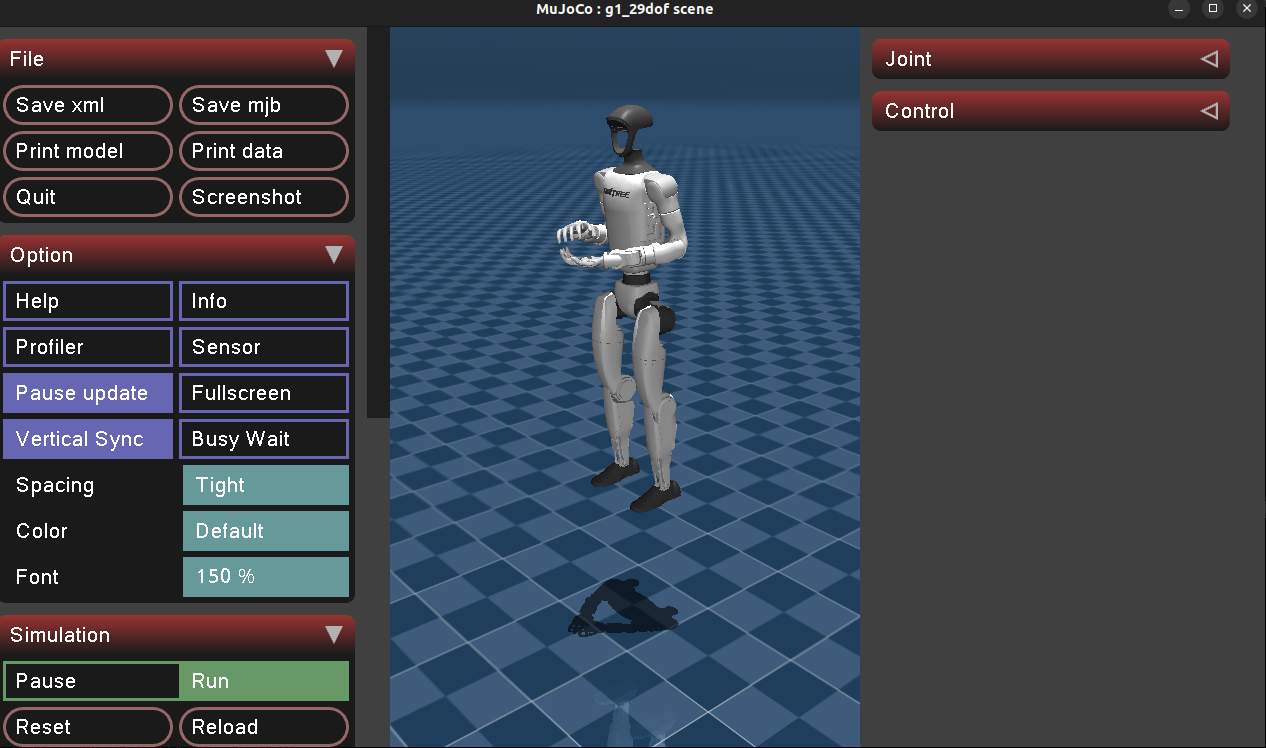 MuJoCo : g1_29dof scene
File
Save xml
Save mjb
Print model
Print data
Quit
Screenshot
Option
Help
Info
Profiler
Sensor
Pause update
Fullscreen
Vertical Sync
Busy Wait
Spacing
Tight
Color
Default
Font
150 %
Simulation
Pause
Run
Reset
Reload
Joint
Control